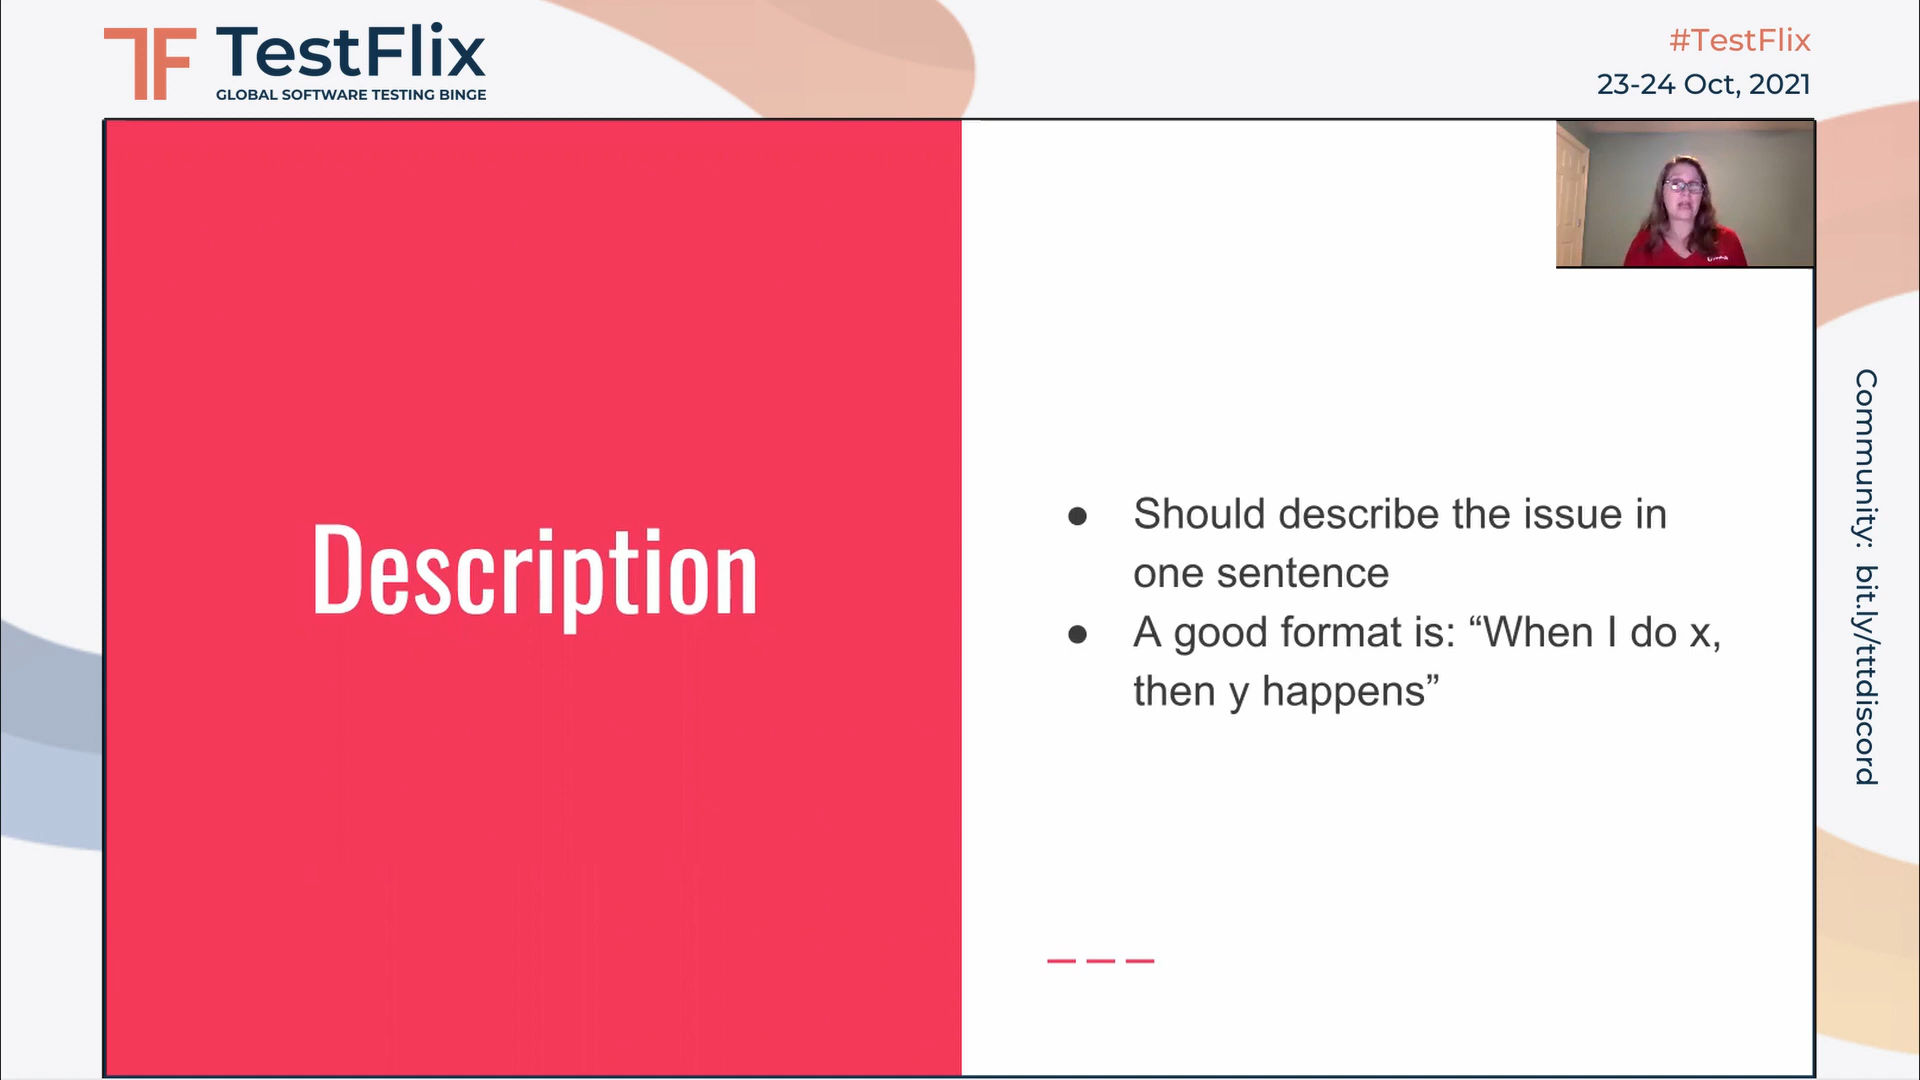 TF TestFlix
GLOBAL SOFTWARE TESTING BINGE
#TestFlix
23-24 Oct, 2021
Description
● Should describe the issue in
one sentence
● A good format is: “When I do x,
then y happens”
Community: bit.ly/tttdiscord